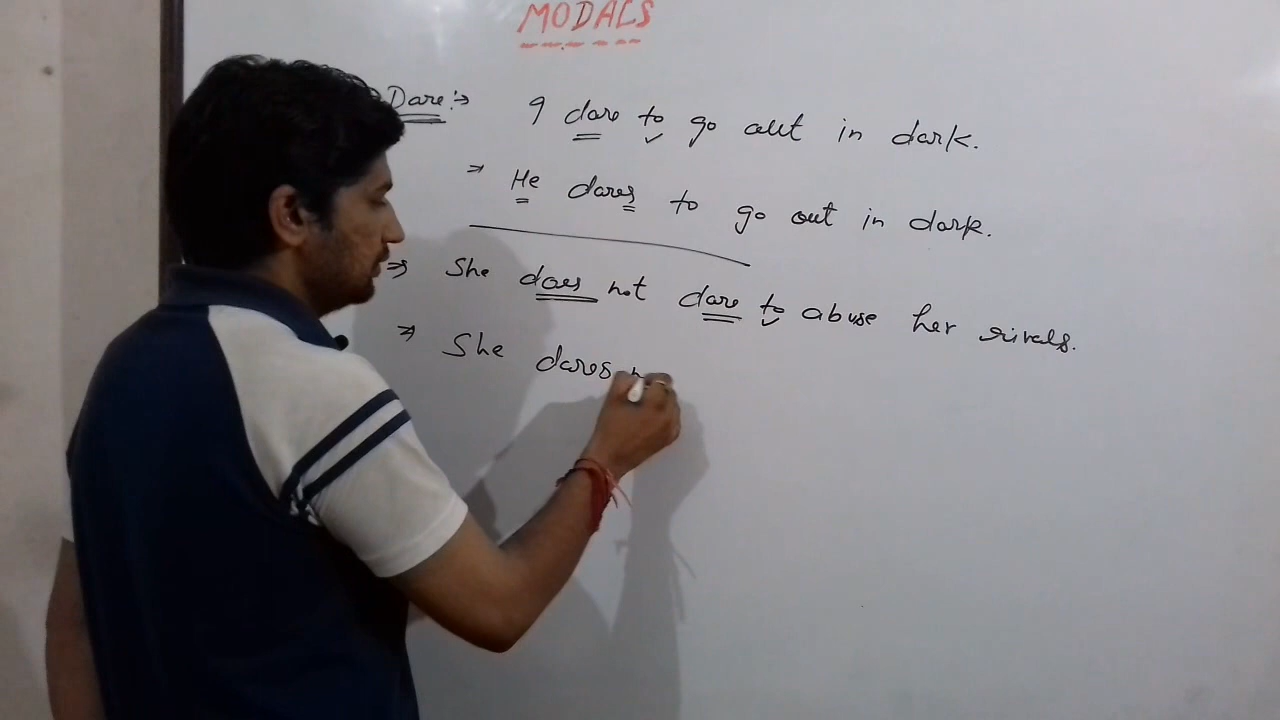 MODALS
Dare :→ I dare to go out in dark.
→ He dares to go out in dark.
⇒ She does not dare to abuse her rivals.
⇒ She dares n